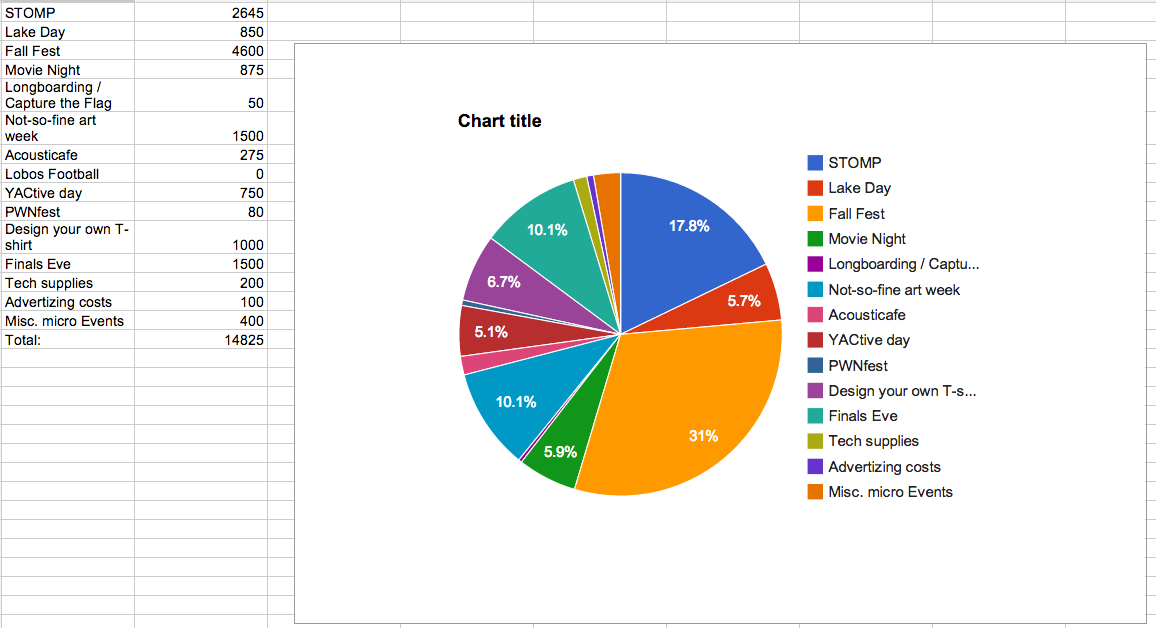 STOMP 2645
Lake Day 850
Fall Fest 4600
Movie Night 875
Longboarding /
Capture the Flag 50
Not-so-fine art
week 1500
Acousticafe 275
Lobos Football 0
YACtive day 750
PWNfest 80
Design your own T-
shirt 1000
Finals Eve 1500
Tech supplies 200
Advertizing costs 100
Misc. micro Events 400
Total: 14825
Chart title
17.8%
5.7%
31%
5.9%
10.1%
5.1%
6.7%
10.1%
STOMP
Lake Day
Fall Fest
Movie Night
Longboarding / Captu...
Not-so-fine art week
Acousticafe
YACtive day
PWNfest
Design your own T-s...
Finals Eve
Tech supplies
Advertizing costs
Misc. micro Events